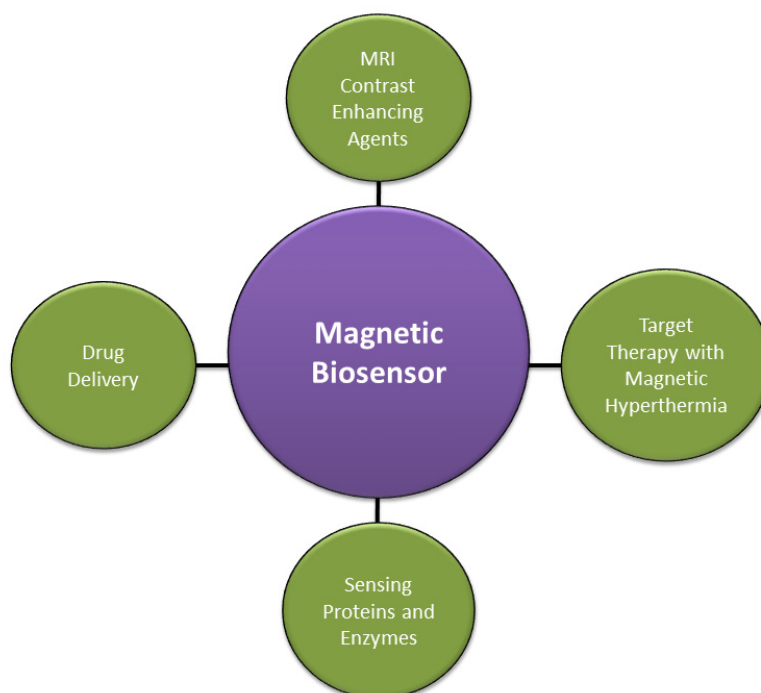 MRI
Contrast
Enhancing
Agents
Drug
Delivery
Magnetic
Biosensor
Target
Therapy with
Magnetic
Hyperthermia
Sensing
Proteins and
Enzymes